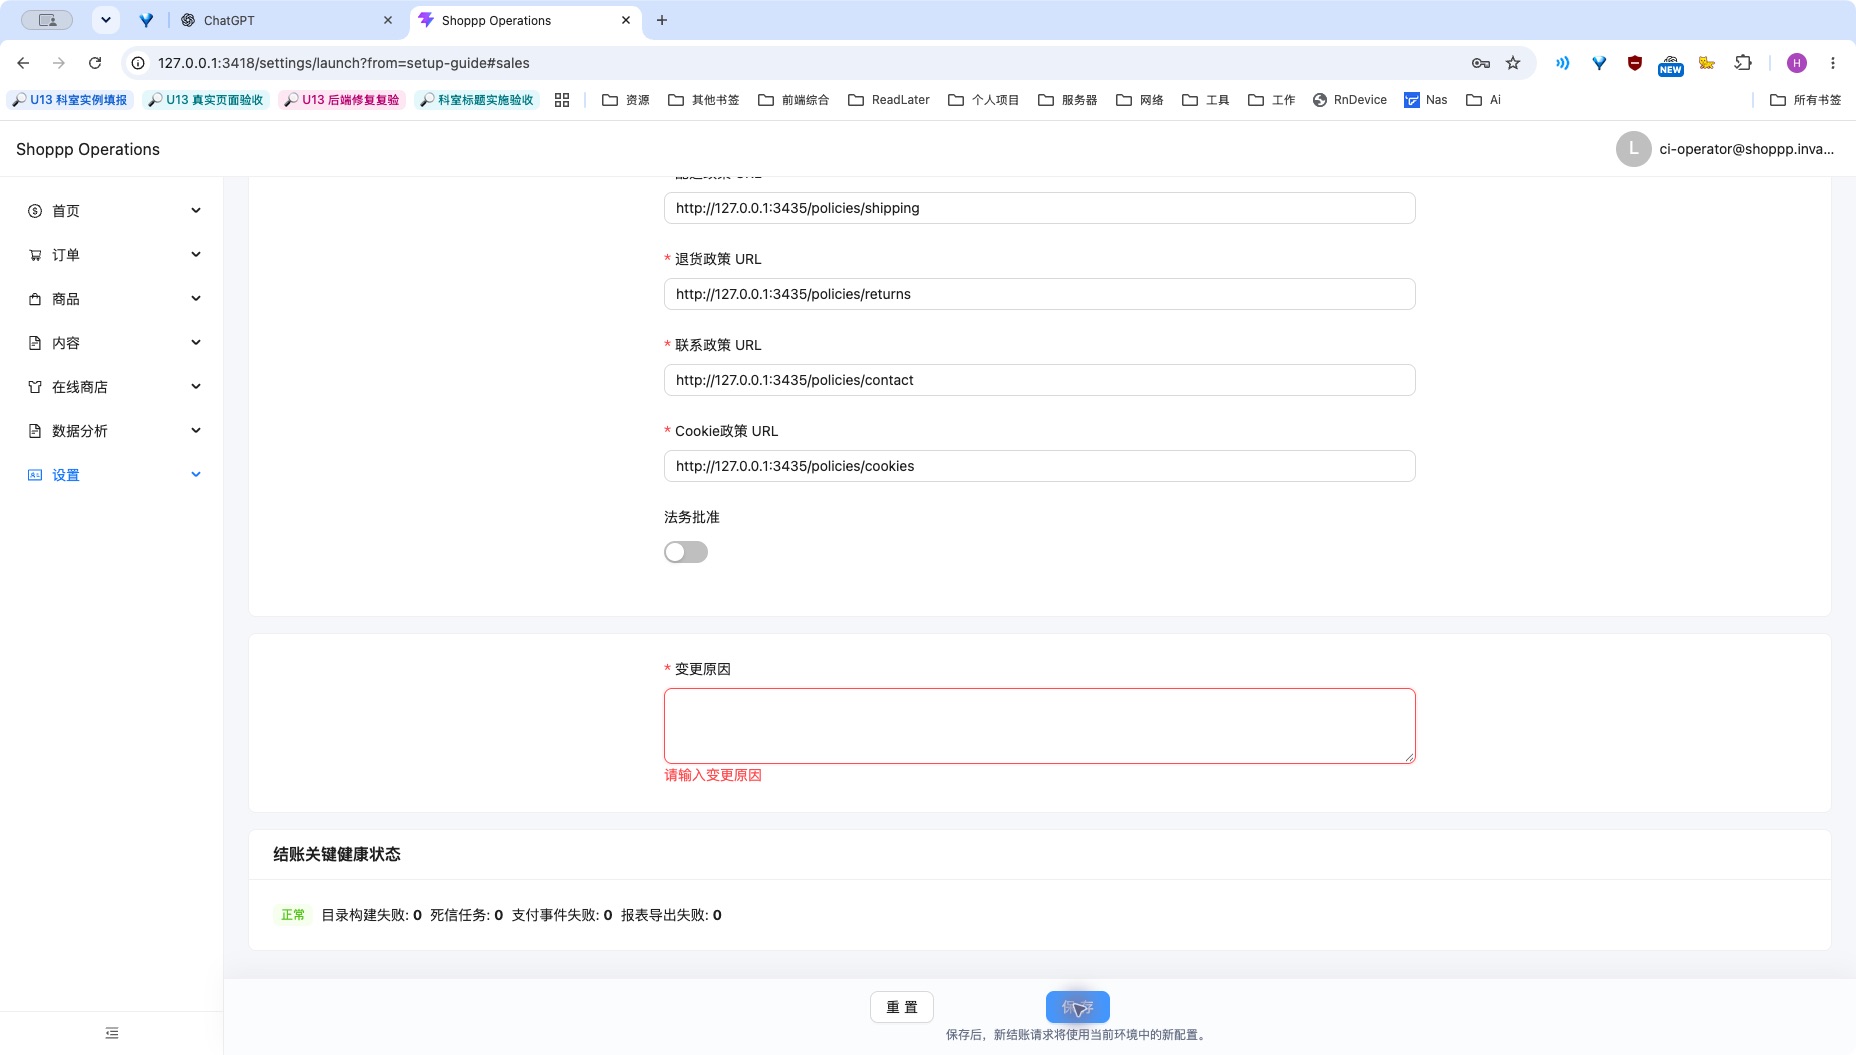 ChatGPT
Shoppp Operations
127.0.0.1:3418/settings/launch?from=setup-guide#sales
NEW
H
U13 科室实例填报
U13 真实页面验收
U13 后端修复复验
科室标题实施验收
资源
其他书签
前端综合
ReadLater
个人项目
服务器
网络
工具
工作
RnDevice
Nas
Ai
所有书签
Shoppp Operations
L
ci-operator@shoppp.inva...
首页
订单
商品
内容
在线商店
数据分析
设置
http://127.0.0.1:3435/policies/shipping
* 退货政策 URL
http://127.0.0.1:3435/policies/returns
* 联系政策 URL
http://127.0.0.1:3435/policies/contact
* Cookie政策 URL
http://127.0.0.1:3435/policies/cookies
法务批准
* 变更原因
请输入变更原因
结账关键健康状态
正常 目录构建失败: 0 死信任务: 0 支付事件失败: 0 报表导出失败: 0
重 置
保存后，新结账请求将使用当前环境中的新配置。